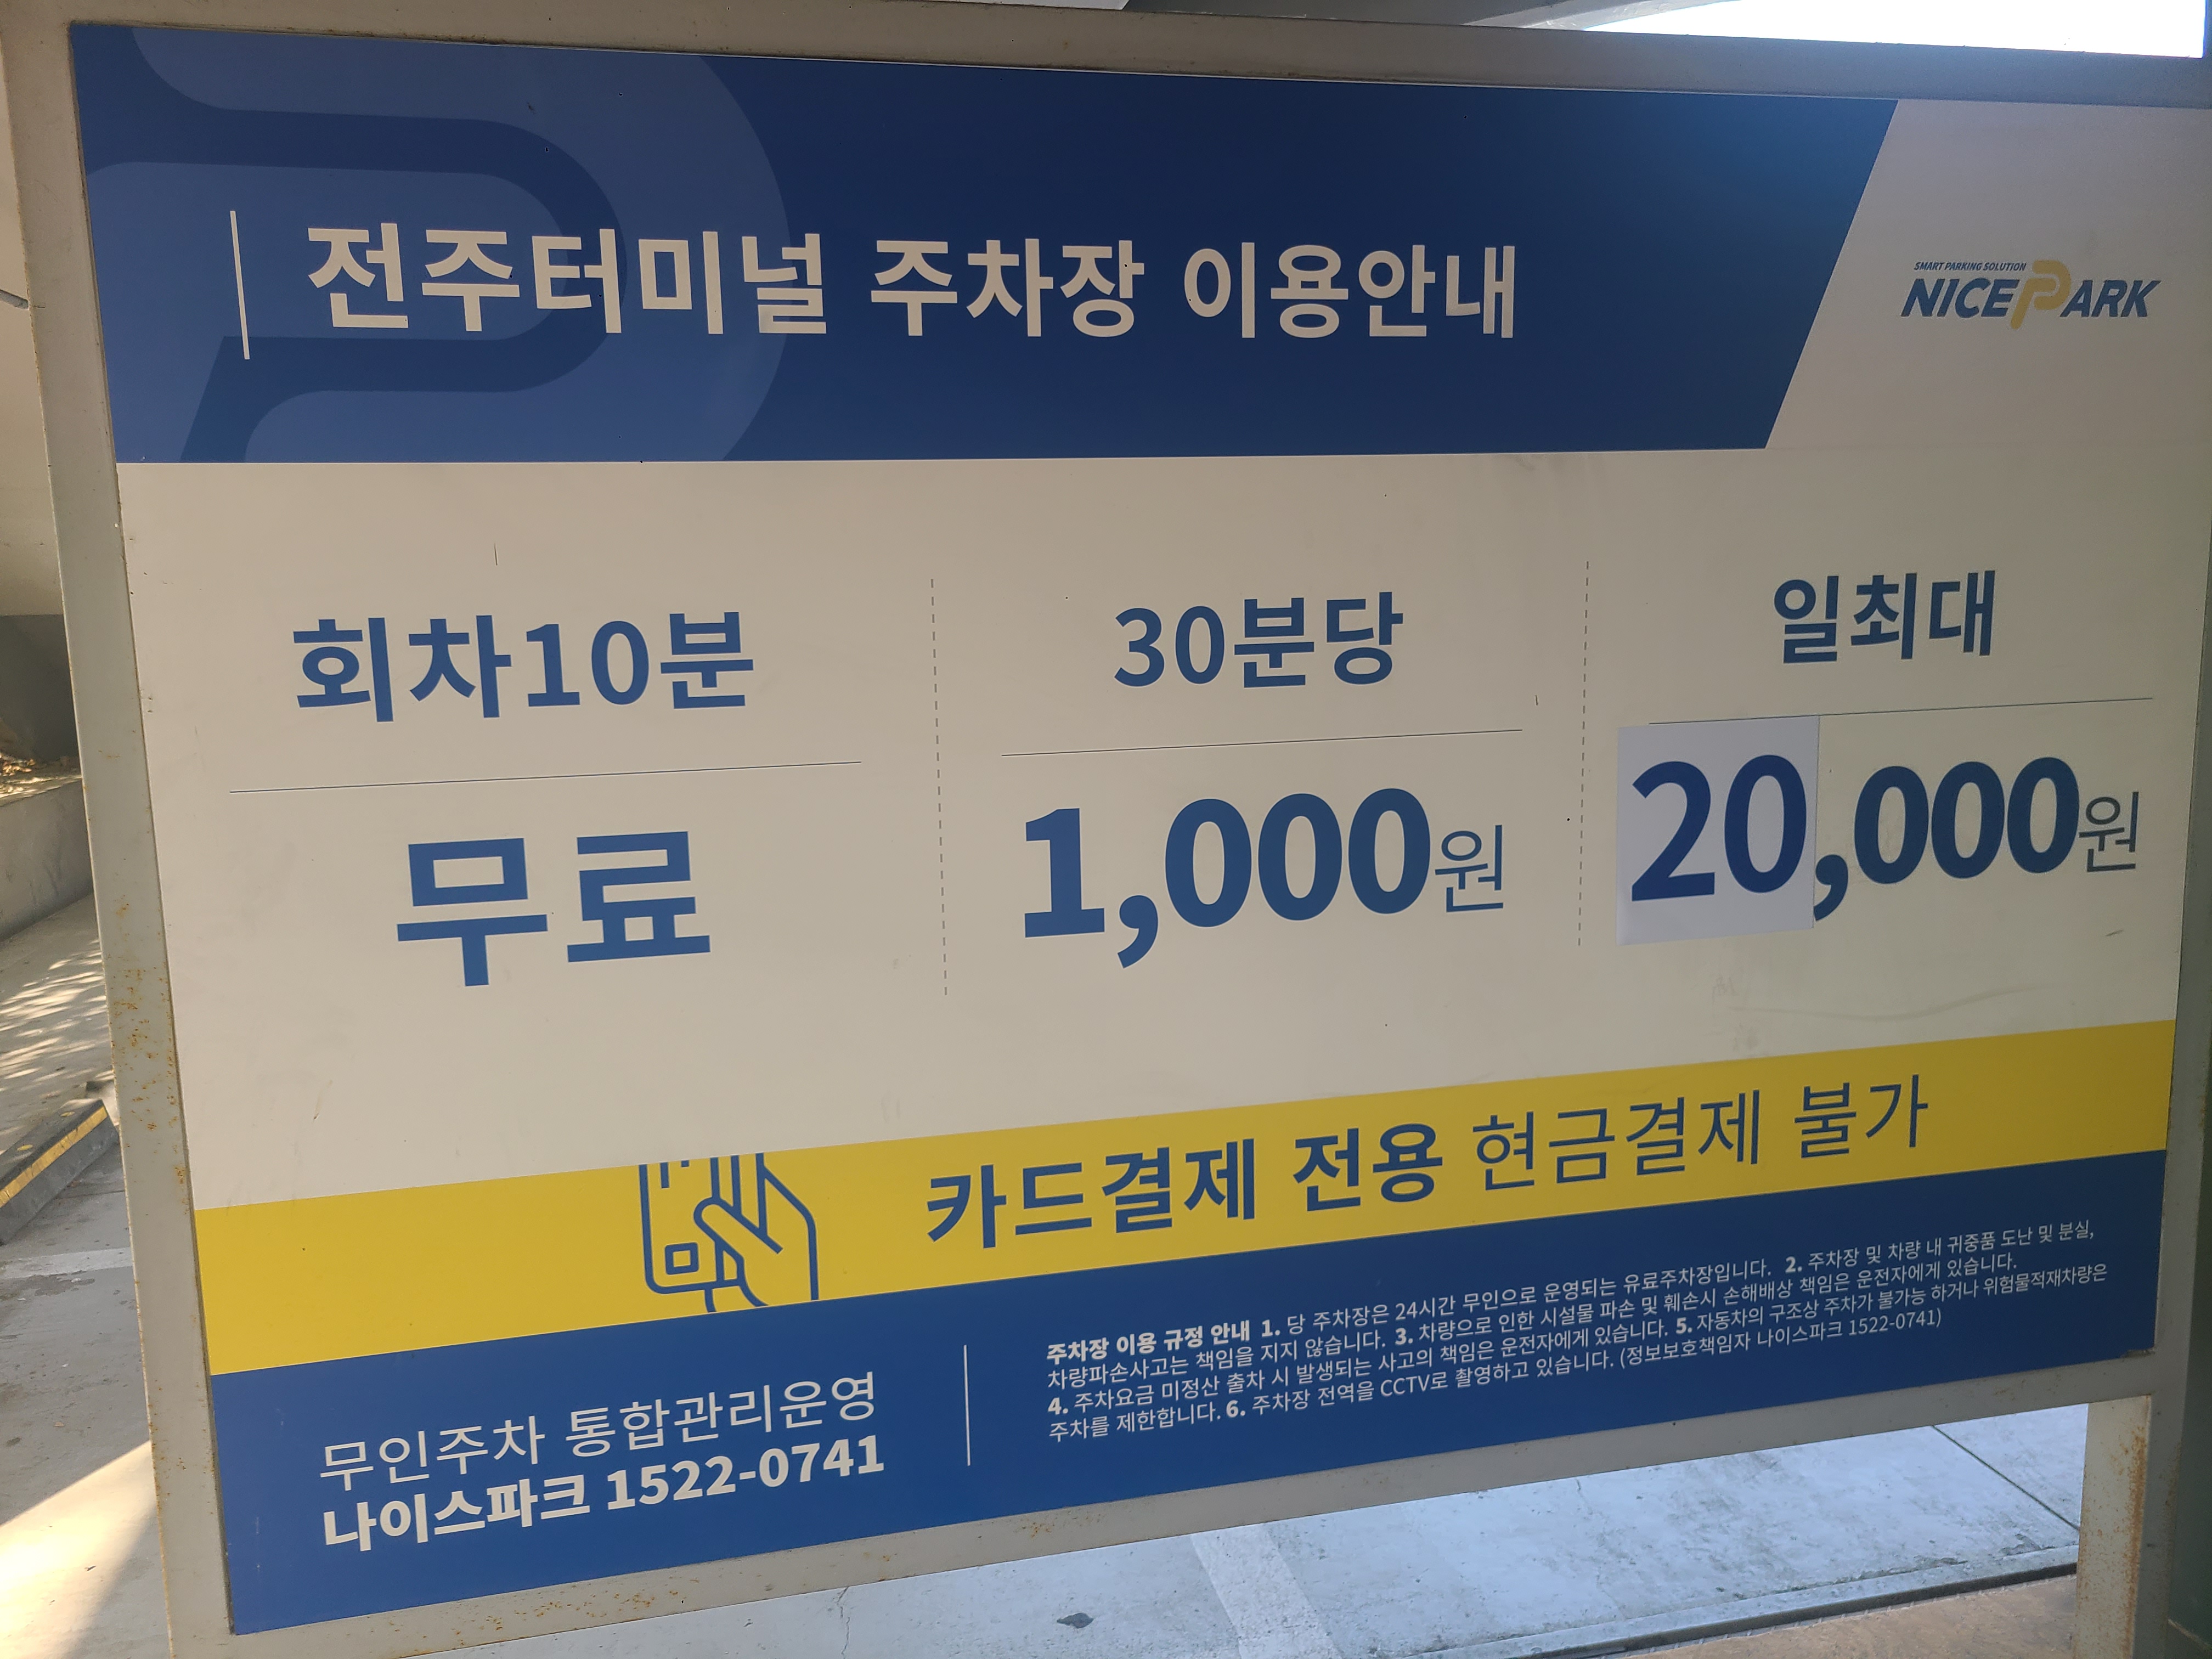 전주터미널 주차장 이용안내
SMART PARKING SOLUTION
NICEPARK
회차10분
무료
30분당
1,000원
일최대
20,000원
카드결제 전용 현금결제 불가
무인주차 통합관리운영
나이스파크 1522-0741
주차장 이용 규정 안내 1. 당 주차장은 24시간 무인으로 운영되는 유료주차장입니다. 2. 주차장 및 차량 내 귀중품 도난 및 분실,
차량파손사고는 책임을 지지 않습니다. 3. 차량으로 인한 시설물 파손 및 훼손시 손해배상 책임은 운전자에게 있습니다.
4. 주차요금 미정산 출차 시 발생되는 사고의 책임은 운전자에게 있습니다. 5. 자동차의 구조상 주차가 불가능 하거나 위험물적재차량은
주차를 제한합니다. 6. 주차장 전역을 CCTV로 촬영하고 있습니다. (정보보호책임자 나이스파크 1522-0741)